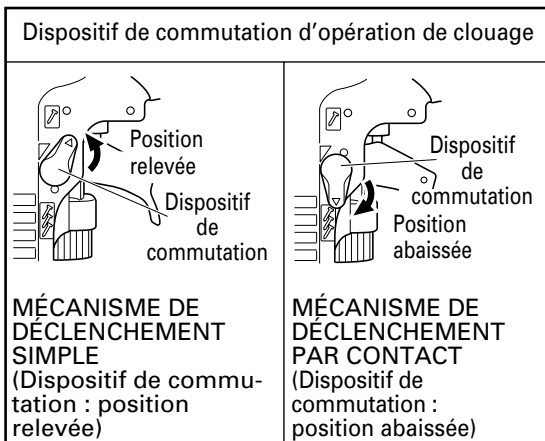 Dispositif de commutation d'opération de clouage
Position
relevée
Dispositif
de
commutation
MÉCANISME DE
DÉCLENCHEMENT
SIMPLE
(Dispositif de commu-
tation : position
relevée)
Dispositif
de
commutation
Position
abaissée
MÉCANISME DE
DÉCLENCHEMENT
PAR CONTACT
(Dispositif de
commutation :
position abaissée)